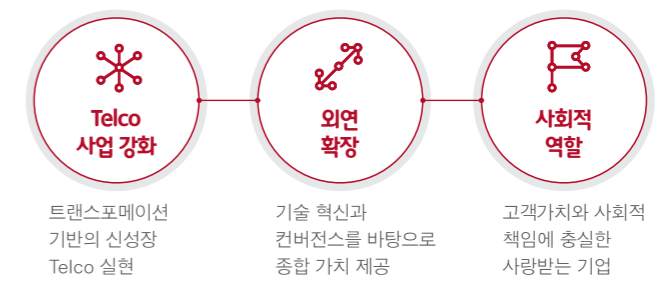 Telco
사업 강화
트랜스포메이션
기반의 신성장
Telco 실현
외연
확장
기술 혁신과
컨버전스를 바탕으로
종합 가치 제공
사회적
역할
고객가치와 사회적
책임에 충실한
사랑받는 기업